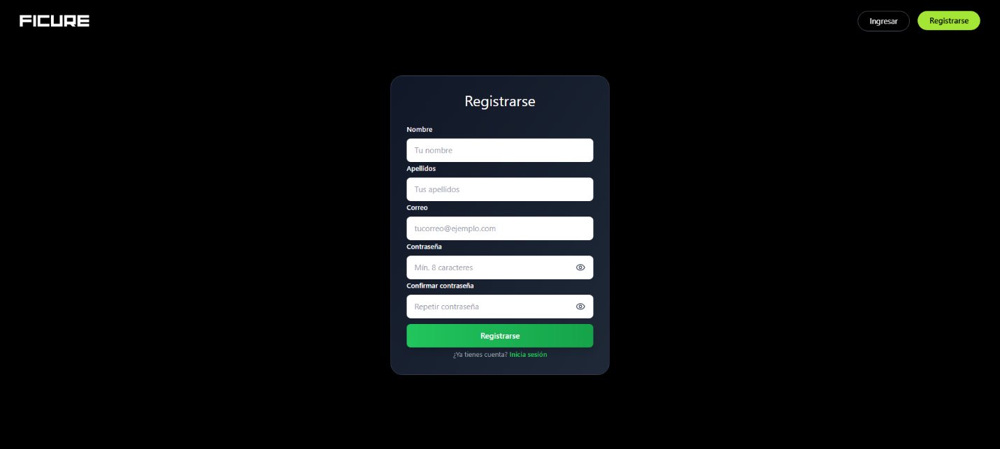 FICURE
Ingresar
Registrarse
Registrarse
Nombre
Tu nombre
Apellidos
Tus apellidos
Correo
tucorreo@ejemplo.com
Contraseña
Mín. 8 caracteres
Confirmar contraseña
Repetir contraseña
Registrarse
¿Ya tienes cuenta? Inicia sesión